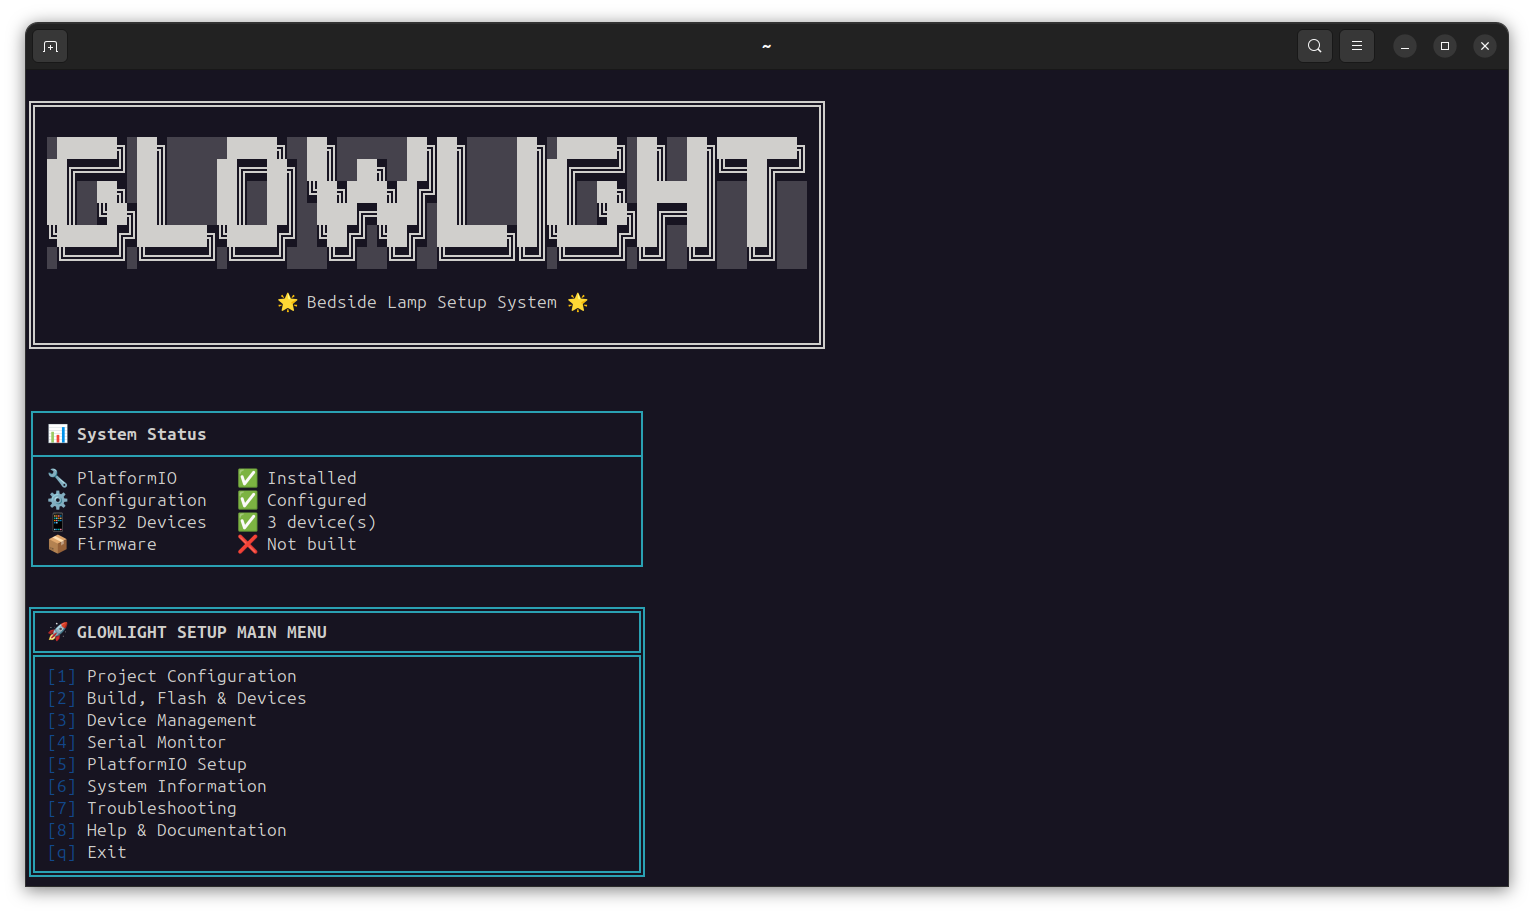 ~
GLOWLIGHT
🌟 Bedside Lamp Setup System 🌟
📊 System Status
🔧 PlatformIO ✅ Installed
⚙️ Configuration ✅ Configured
📱 ESP32 Devices ✅ 3 device(s)
📦 Firmware ❌ Not built
🚀 GLOWLIGHT SETUP MAIN MENU
[1] Project Configuration
[2] Build, Flash & Devices
[3] Device Management
[4] Serial Monitor
[5] PlatformIO Setup
[6] System Information
[7] Troubleshooting
[8] Help & Documentation
[q] Exit